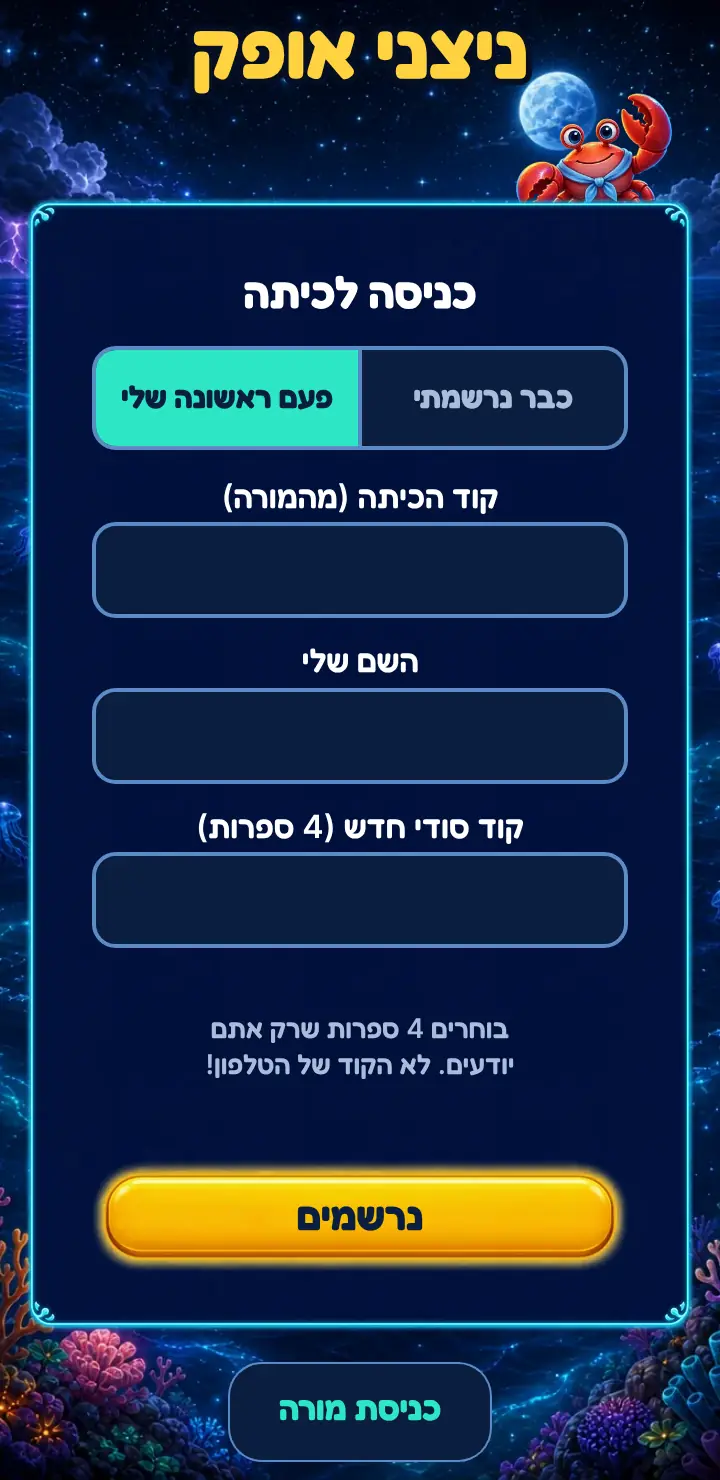 ניצני אופק
כניסה לכיתה
כבר נרשמתי
פעם ראשונה שלי
קוד הכיתה (מהמורה)
השם שלי
קוד סודי חדש (4 ספרות)
בוחרים 4 ספרות שרק אתם
יודעים. לא הקוד של הטלפון!
נרשמים
כניסת מורה